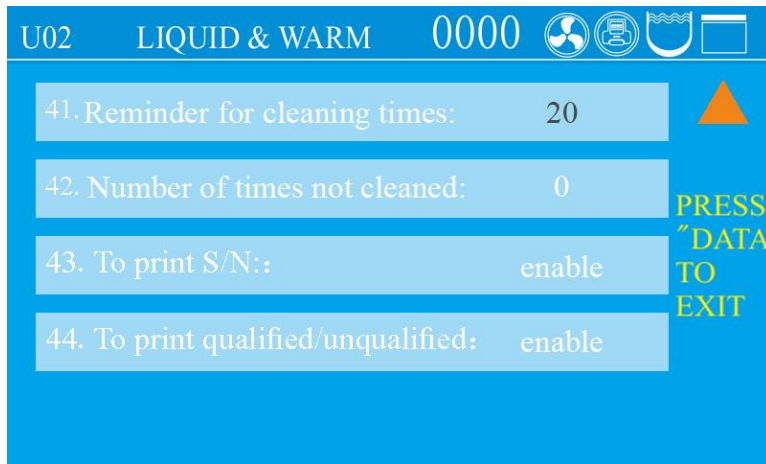 U02 LIQUID & WARM 0000
41. Reminder for cleaning times: 20
42. Number of times not cleaned: 0
43. To print S/N:： enable
44. To print qualified/unqualified： enable
PRESS
″DATA
TO
EXIT